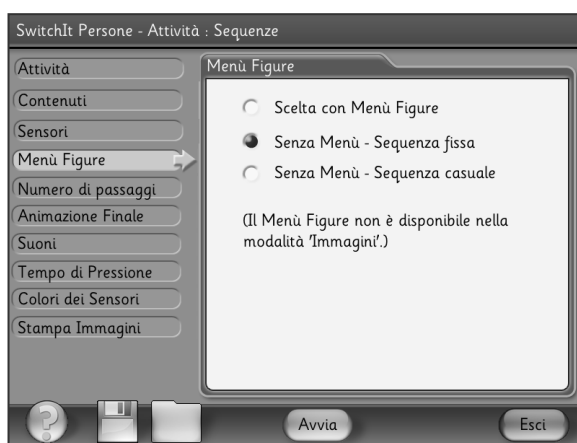 SwitchIt Persone - Attività : Sequenze
Attività
Contenuti
Sensori
Menù Figure
Numero di passaggi
Animazione Finale
Suoni
Tempo di Pressione
Colori dei Sensori
Stampa Immagini
Menù Figure
Scelta con Menù Figure
Senza Menù - Sequenza fissa
Senza Menù - Sequenza casuale
(Il Menù Figure non è disponibile nella
modalità 'Immagini'.)
?
Avvia
Esci